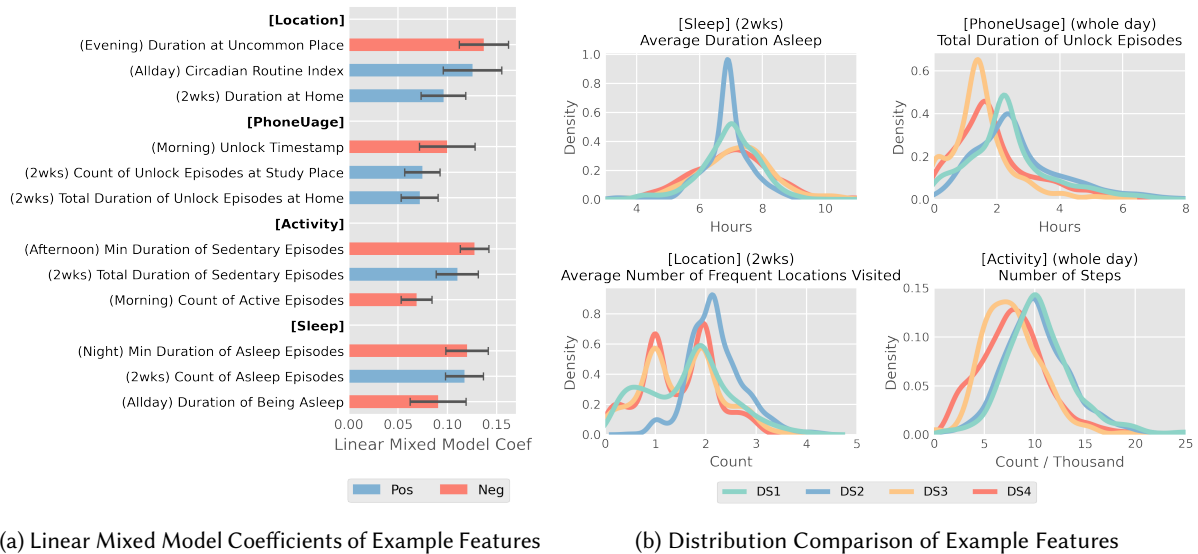 [Location]
(Evening) Duration at Uncommon Place
(Allday) Circadian Routine Index
(2wks) Duration at Home
[PhoneUage]
(Morning) Unlock Timestamp
(2wks) Count of Unlock Episodes at Study Place
(2wks) Total Duration of Unlock Episodes at Home
[Activity]
(Afternoon) Min Duration of Sedentary Episodes
(2wks) Total Duration of Sedentary Episodes
(Morning) Count of Active Episodes
[Sleep]
(Night) Min Duration of Asleep Episodes
(2wks) Count of Asleep Episodes
(Allday) Duration of Being Asleep
0.00 0.05 0.10 0.15
Linear Mixed Model Coef
Pos Neg
(a) Linear Mixed Model Coefficients of Example Features
[Sleep] (2wks)
Average Duration Asleep
1.0
0.8
0.6
0.4
0.2
0.0
Density
4 6 8 10
Hours
[PhoneUsage] (whole day)
Total Duration of Unlock Episodes
0.6
0.4
0.2
0.0
Density
0 2 4 6 8
Hours
[Location] (2wks)
Average Number of Frequent Locations Visited
0.8
0.6
0.4
0.2
0.0
Density
0 1 2 3 4 5
Count
[Activity] (whole day)
Number of Steps
0.15
0.10
0.05
0.00
Density
0 5 10 15 20 25
Count / Thousand
DS1 DS2 DS3 DS4
(b) Distribution Comparison of Example Features